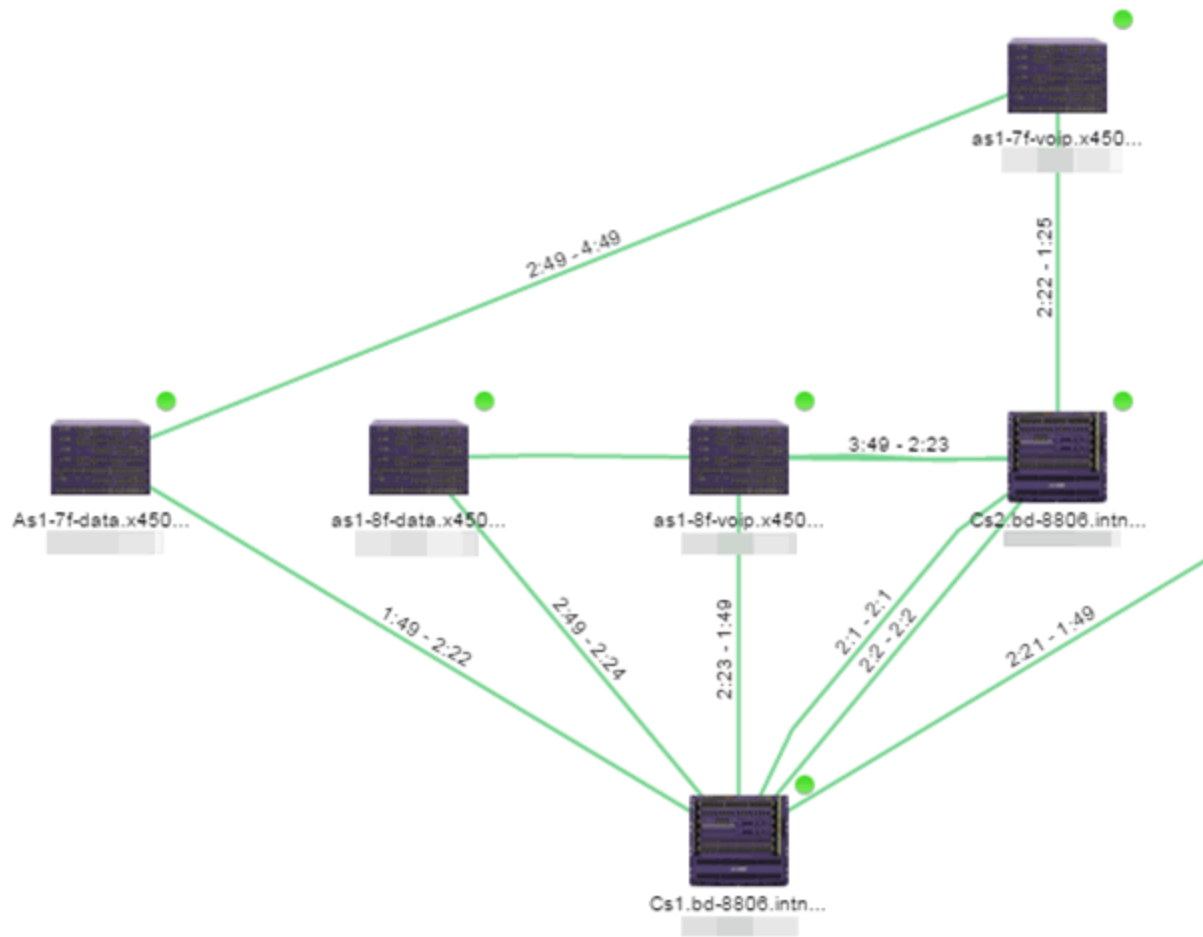 as1-7f-voip.x450...
2:49 - 4:49
2:22 - 1:25
3:49 - 2:23
As1-7f-data.x450...
as1-8f-data.x450...
as1-8f-voip.x450...
Cs2.bd-8806.intn...
1:49 - 2:22
2:49 - 2:24
2:23 - 1:49
2:1 - 2:1
2:2 - 2:2
2:21 - 1:49
Cs1.bd-8806.intn...